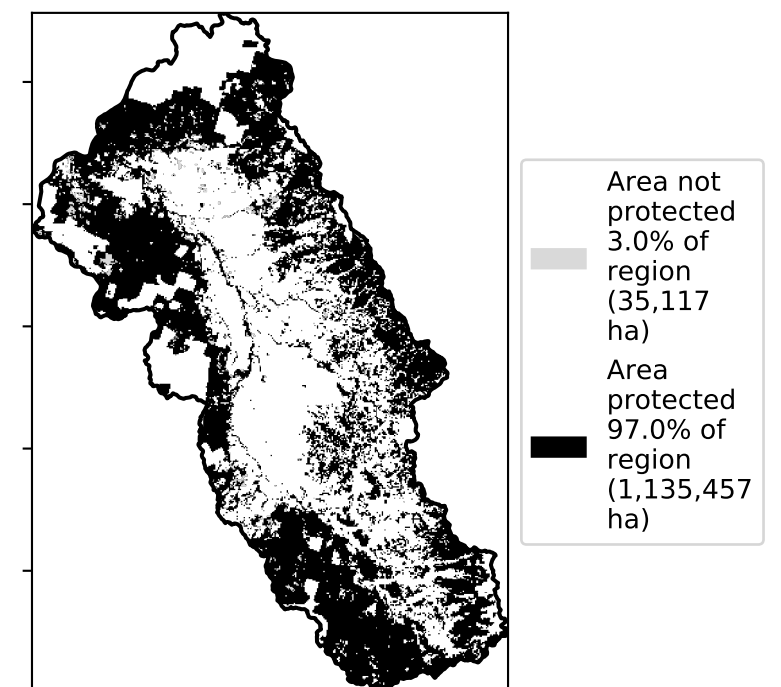 Area not
protected
3.0% of
region
(35,117
ha)
Area
protected
97.0% of
region
(1,135,457
ha)